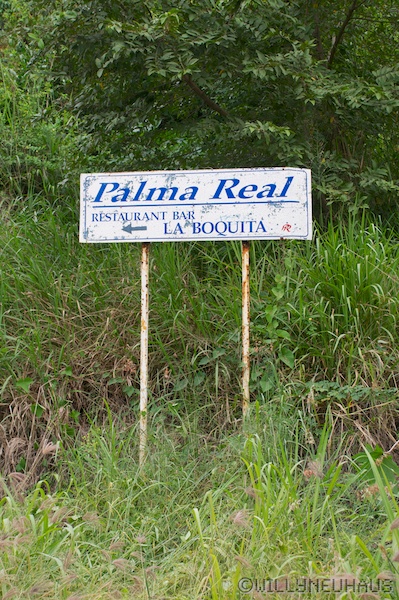 Palma Real
RESTAURANT BAR
LA BOQUITA
©WILLYNEUHAUS